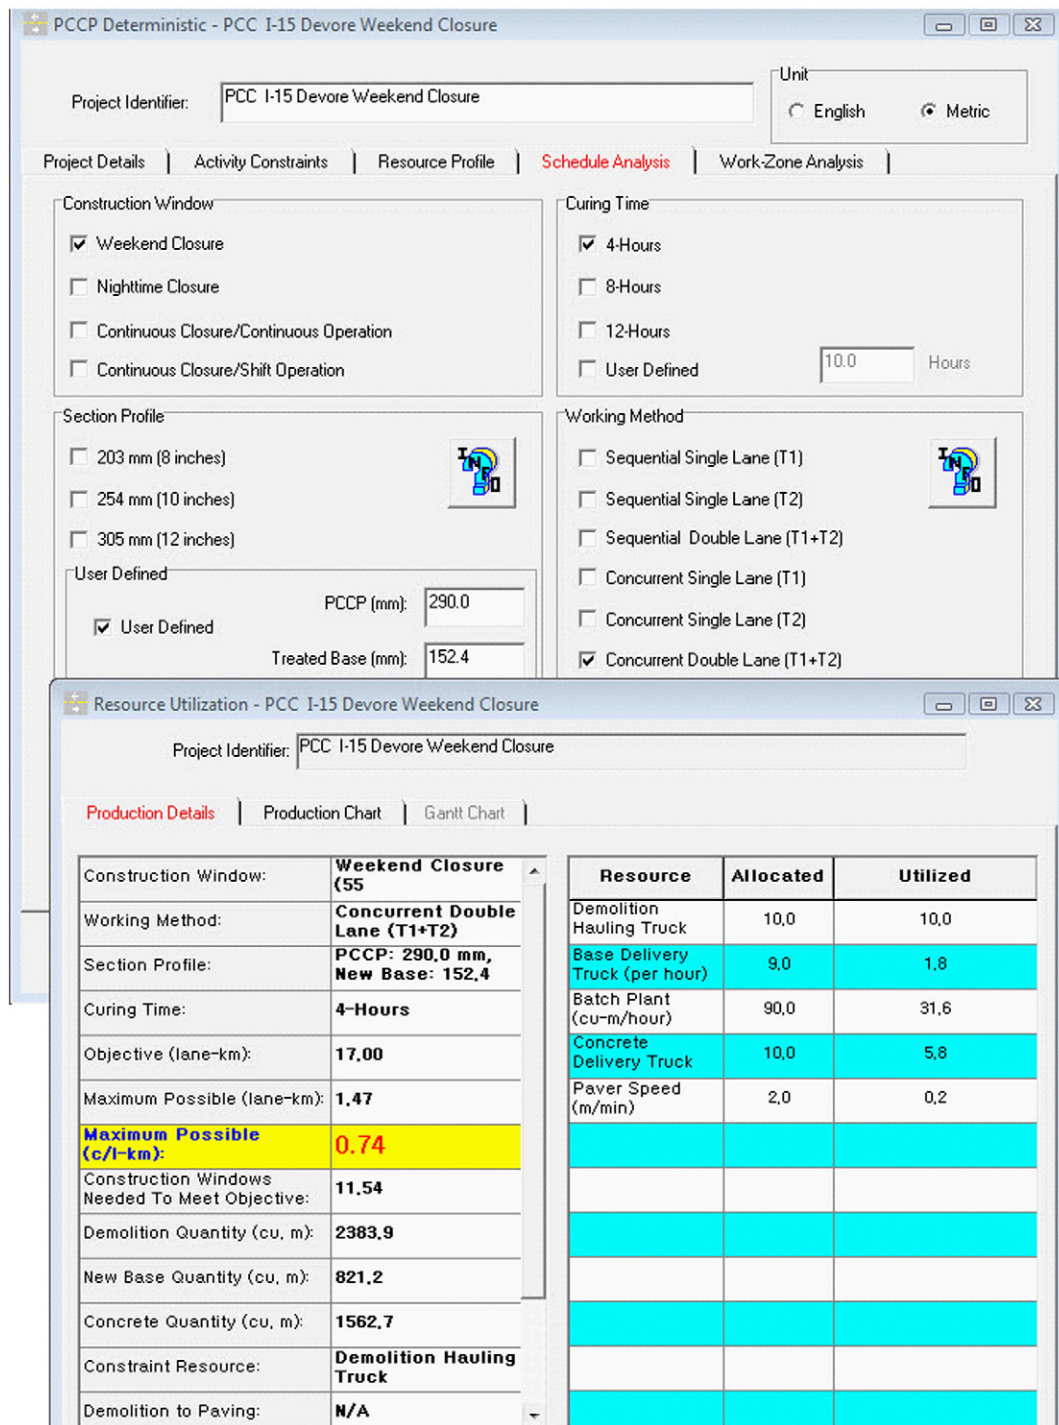 PCCP Deterministic - PCC I-15 Devore Weekend Closure
Unit
Project Identifier:
PCC I-15 Devore Weekend Closure
English
Metric
Project Details
Activity Constraints
Resource Profile
Schedule Analysis
Work-Zone Analysis
Construction Window
Weekend Closure
Nighttime Closure
Continuous Closure/Continuous Operation
Continuous Closure/Shift Operation
Curing Time
4-Hours
8-Hours
12-Hours
User Defined
10.0
Hours
Section Profile
203 mm (8 inches)
254 mm (10 inches)
305 mm (12 inches)
INFO
User Defined
User Defined
PCCP (mm):
290.0
Treated Base (mm):
152.4
Working Method
Sequential Single Lane (T1)
Sequential Single Lane (T2)
Sequential Double Lane (T1+T2)
Concurrent Single Lane (T1)
Concurrent Single Lane (T2)
Concurrent Double Lane (T1+T2)
INFO
Resource Utilization - PCC I-15 Devore Weekend Closure
Project Identifier:
PCC I-15 Devore Weekend Closure
Production Details
Production Chart
Gantt Chart
Construction Window:
Weekend Closure
(55
Working Method:
Concurrent Double
Lane (T1+T2)
Section Profile:
PCCP: 290,0 mm,
New Base: 152,4
Curing Time:
4-Hours
Objective (lane-km):
17,00
Maximum Possible (lane-km):
1,47
Maximum Possible
(c/l-km):
0.74
Construction Windows
Needed To Meet Objective:
11,54
Demolition Quantity (cu, m):
2383,9
New Base Quantity (cu, m):
821,2
Concrete Quantity (cu, m):
1562,7
Constraint Resource:
Demolition Hauling
Truck
Demolition to Paving:
N/A
Resource
Allocated
Utilized
Demolition
Hauling Truck
10,0
10,0
Base Delivery
Truck (per hour)
9,0
1,8
Batch Plant
(cu-m/hour)
90,0
31,6
Concrete
Delivery Truck
10,0
5,8
Paver Speed
(m/min)
2,0
0,2